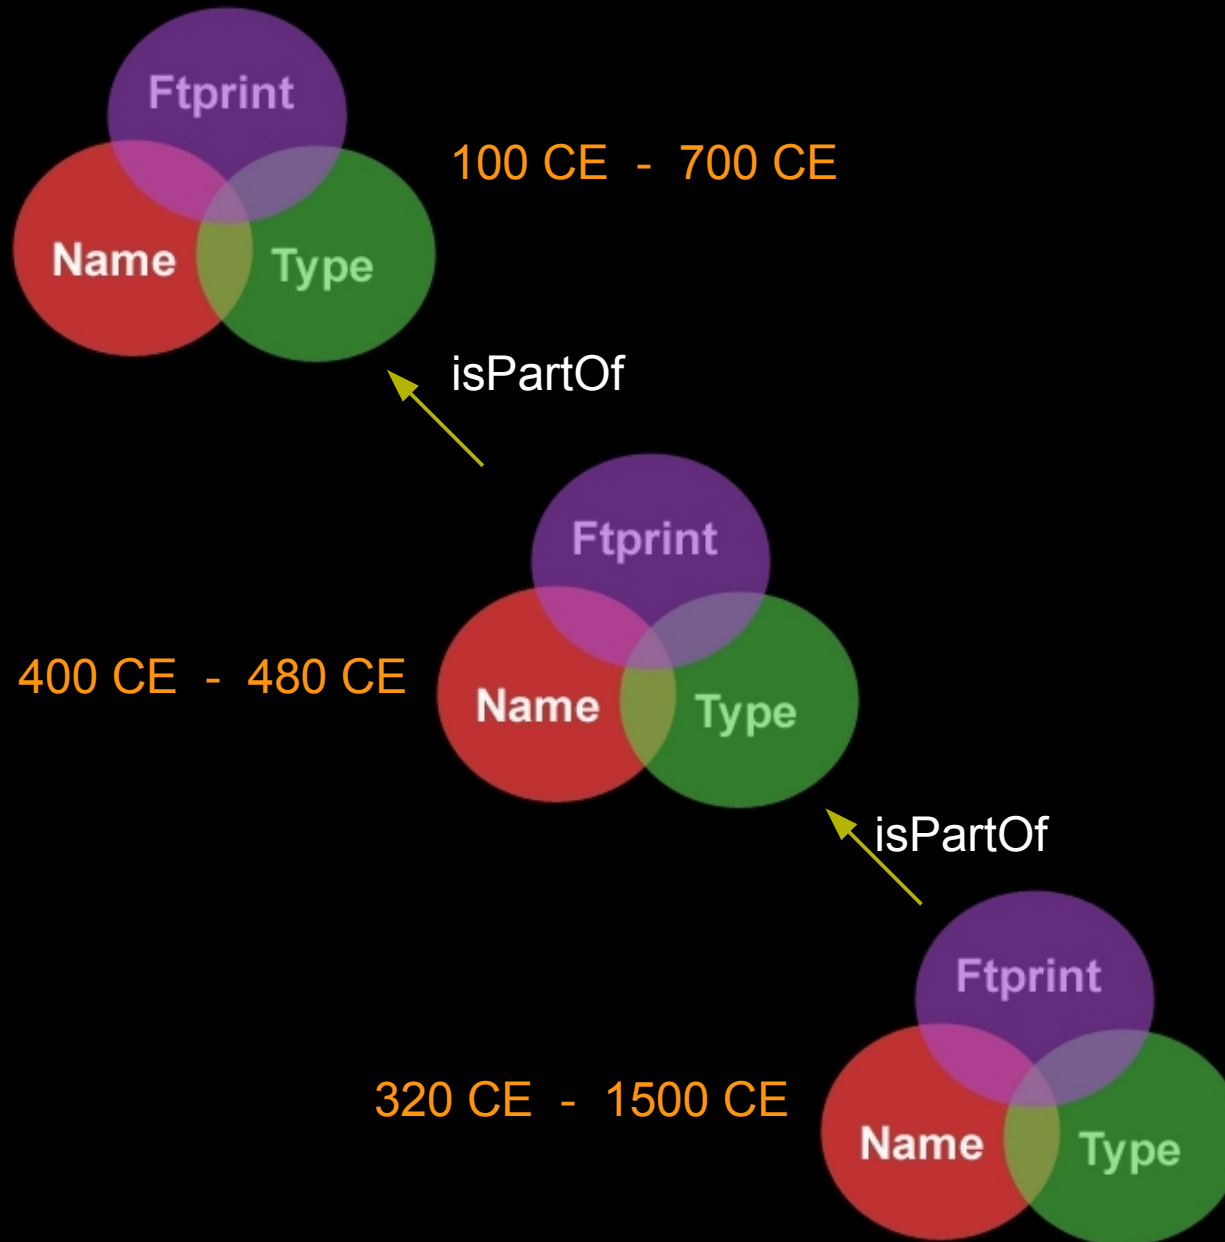 Ftprint
100 CE - 700 CE
Name
Type
isPartOf
Ftprint
400 CE - 480 CE
Name
Type
isPartOf
Ftprint
320 CE - 1500 CE
Name
Type